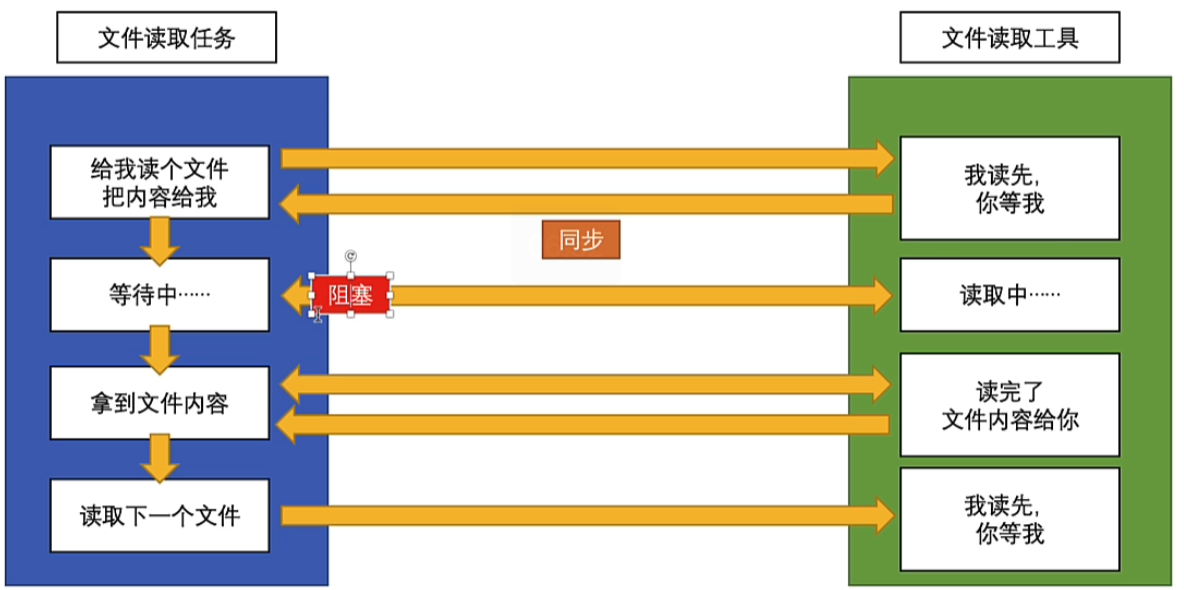 文件读取任务
文件读取工具
给我读个文件
把内容给我
我读先，
你等我
同步
等待中……
阻塞
读取中……
拿到文件内容
读完了
文件内容给你
读取下一个文件
我读先，
你等我